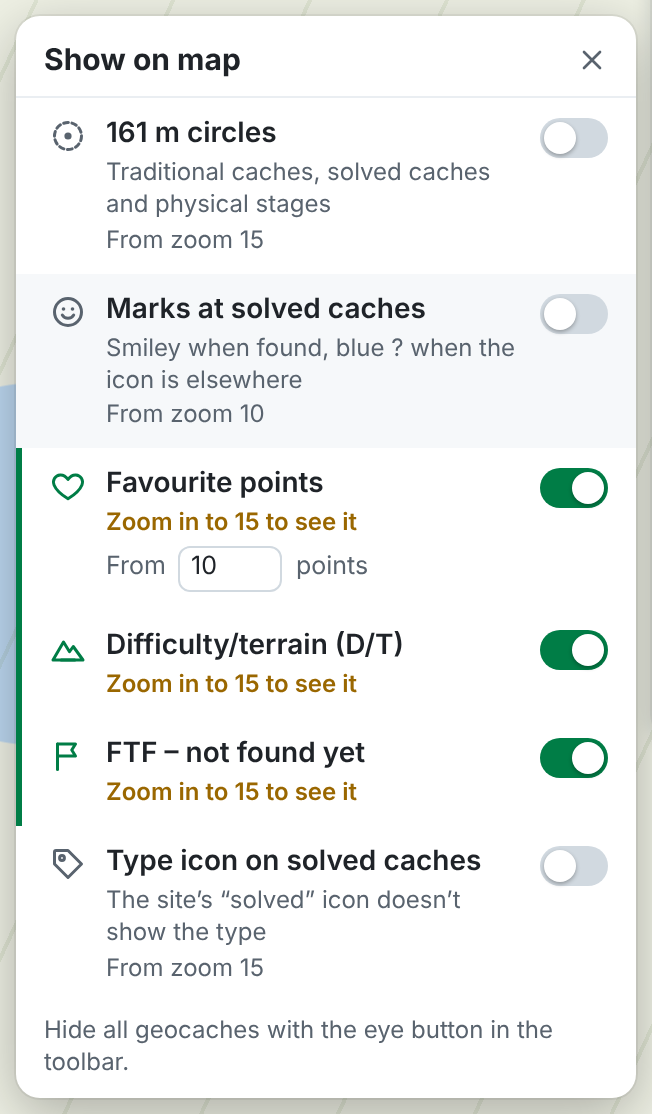 Show on map
161 m circles
Traditional caches, solved caches
and physical stages
From zoom 15
Marks at solved caches
Smiley when found, blue ? when the
icon is elsewhere
From zoom 10
Favourite points
Zoom in to 15 to see it
From 10 points
Difficulty/terrain (D/T)
Zoom in to 15 to see it
FTF – not found yet
Zoom in to 15 to see it
Type icon on solved caches
The site’s “solved” icon doesn’t
show the type
From zoom 15
Hide all geocaches with the eye button in the
toolbar.